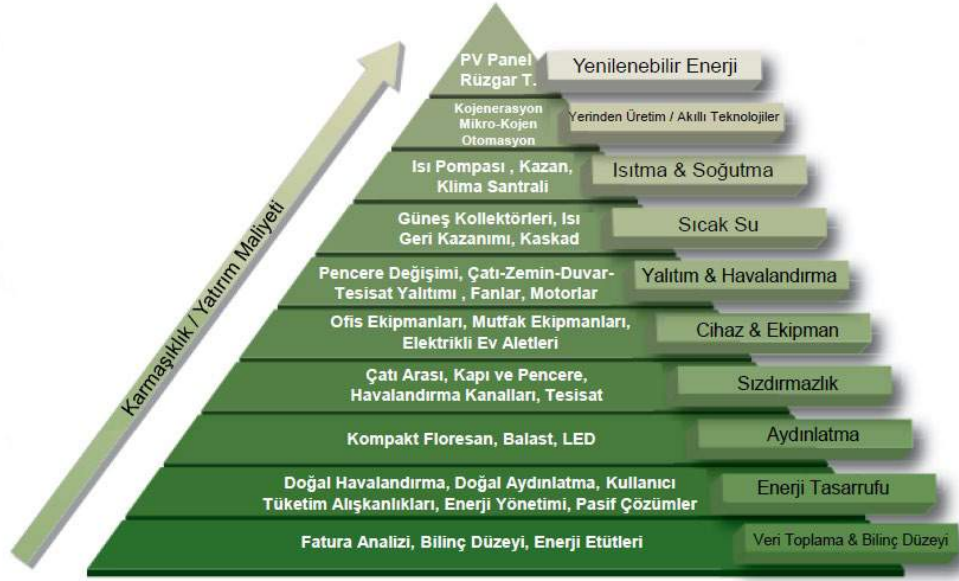 PV Panel
Rüzgar T.
Yenilenebilir Enerji
Kojenerasyon
Mikro-Kojen
Otomasyon
Yerinden Üretim / Akıllı Teknolojiler
Isı Pompası , Kazan,
Klima Santrali
Isıtma & Soğutma
Güneş Kollektörleri, Isı
Geri Kazanımı, Kaskad
Sıcak Su
Pencere Değişimi, Çatı-Zemin-Duvar-
Tesisat Yalıtımı , Fanlar, Motorlar
Yalıtım & Havalandırma
Ofis Ekipmanları, Mutfak Ekipmanları,
Elektrikli Ev Aletleri
Cihaz & Ekipman
Çatı Arası, Kapı ve Pencere,
Havalandırma Kanalları, Tesisat
Sızdırmazlık
Kompakt Floresan, Balast, LED
Aydınlatma
Doğal Havalandırma, Doğal Aydınlatma, Kullanıcı
Tüketim Alışkanlıkları, Enerji Yönetimi, Pasif Çözümler
Enerji Tasarrufu
Fatura Analizi, Bilinç Düzeyi, Enerji Etütleri
Veri Toplama & Bilinç Düzeyi
Karmaşıklık / Yatırım Maliyeti